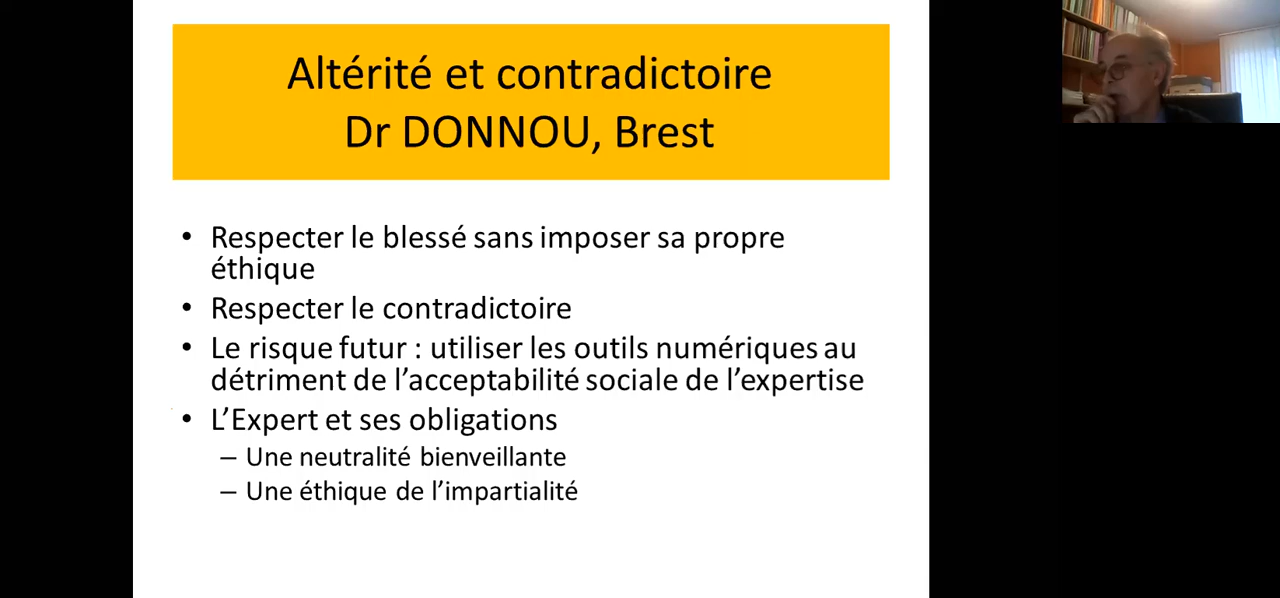 Altérité et contradictoire
Dr DONNOU, Brest
• Respecter le blessé sans imposer sa propre
éthique
• Respecter le contradictoire
• Le risque futur : utiliser les outils numériques au
détriment de l’acceptabilité sociale de l’expertise
• L’Expert et ses obligations
– Une neutralité bienveillante
– Une éthique de l’impartialité